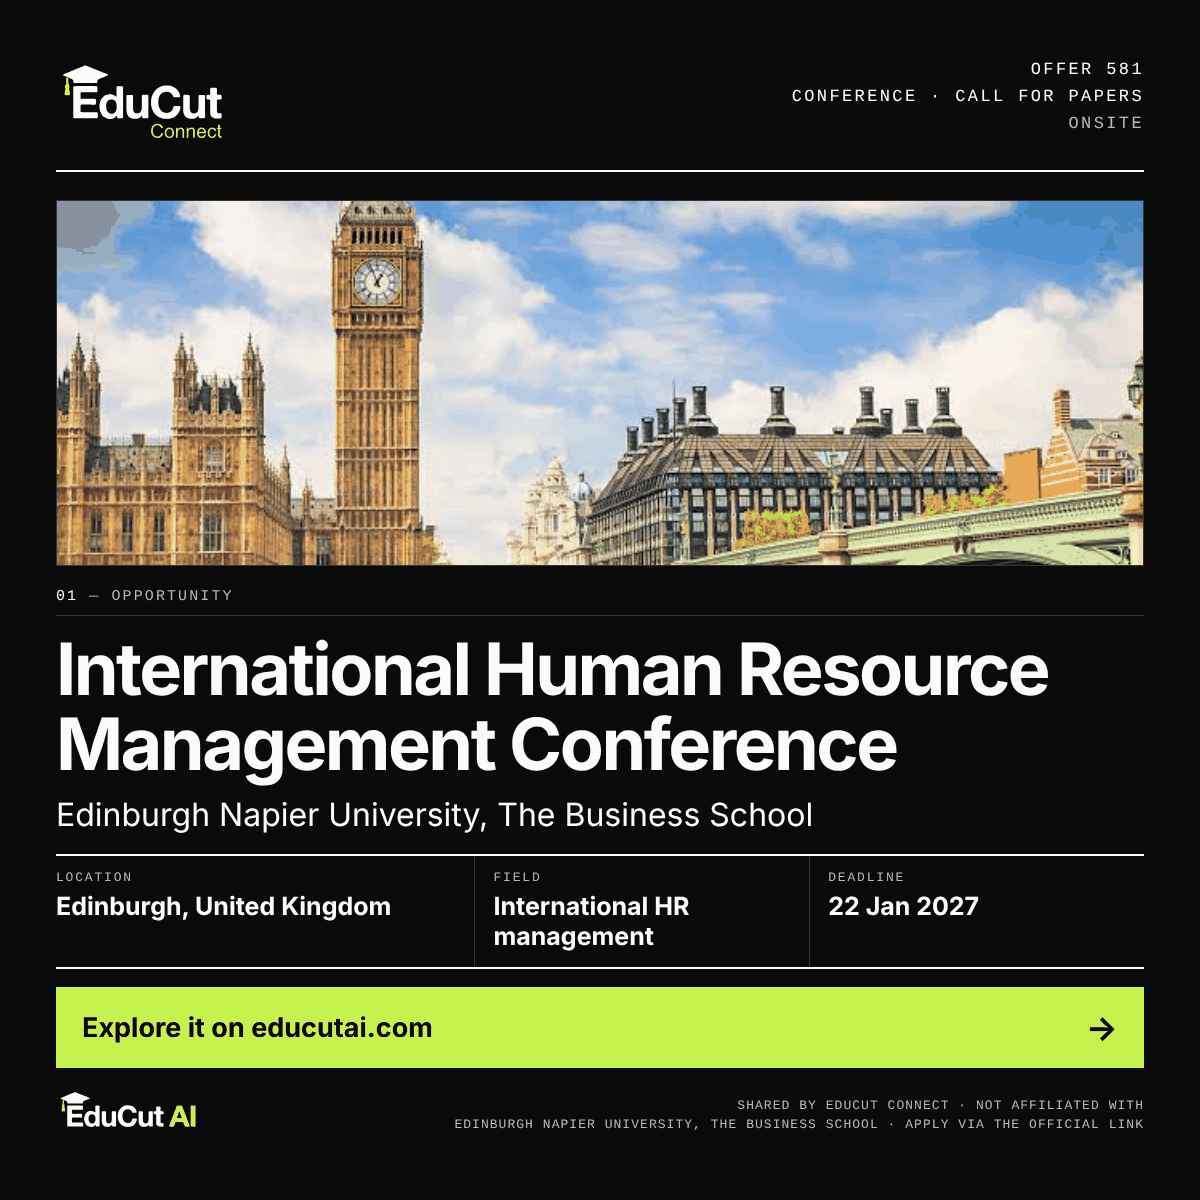 EduCut
Connect
OFFER 581
CONFERENCE · CALL FOR PAPERS
ONSITE
01 — OPPORTUNITY
International Human Resource
Management Conference
Edinburgh Napier University, The Business School
LOCATION
Edinburgh, United Kingdom
FIELD
International HR
management
DEADLINE
22 Jan 2027
Explore it on educutai.com →
EduCut AI
SHARED BY EDUCUT CONNECT · NOT AFFILIATED WITH
EDINBURGH NAPIER UNIVERSITY, THE BUSINESS SCHOOL · APPLY VIA THE OFFICIAL LINK